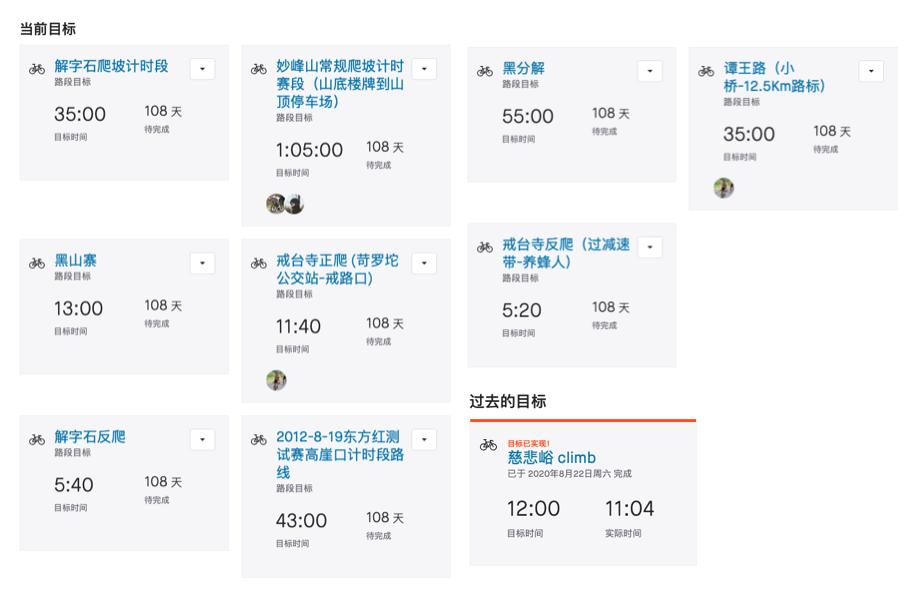 当前目标
解字石爬坡计时段
路段目标
35:00
108 天
目标时间
待完成
妙峰山常规爬坡计时
赛段（山底楼牌到山
顶停车场）
路段目标
1:05:00
108 天
目标时间
待完成
黑分解
路段目标
55:00
108 天
目标时间
待完成
谭王路（小
桥-12.5Km路标）
路段目标
35:00
108 天
目标时间
待完成
黑山寨
路段目标
13:00
108 天
目标时间
待完成
戒台寺正爬 (苛罗坨
公交站-戒路口)
路段目标
11:40
108 天
目标时间
待完成
戒台寺反爬（过减速
带-养蜂人）
路段目标
5:20
108 天
目标时间
待完成
解字石反爬
路段目标
5:40
108 天
目标时间
待完成
2012-8-19东方红测
试赛高崖口计时段路
线
路段目标
43:00
108 天
目标时间
待完成
过去的目标
目标已实现！
慈悲峪 climb
已于 2020年8月22日周六 完成
12:00
11:04
目标时间
实际时间